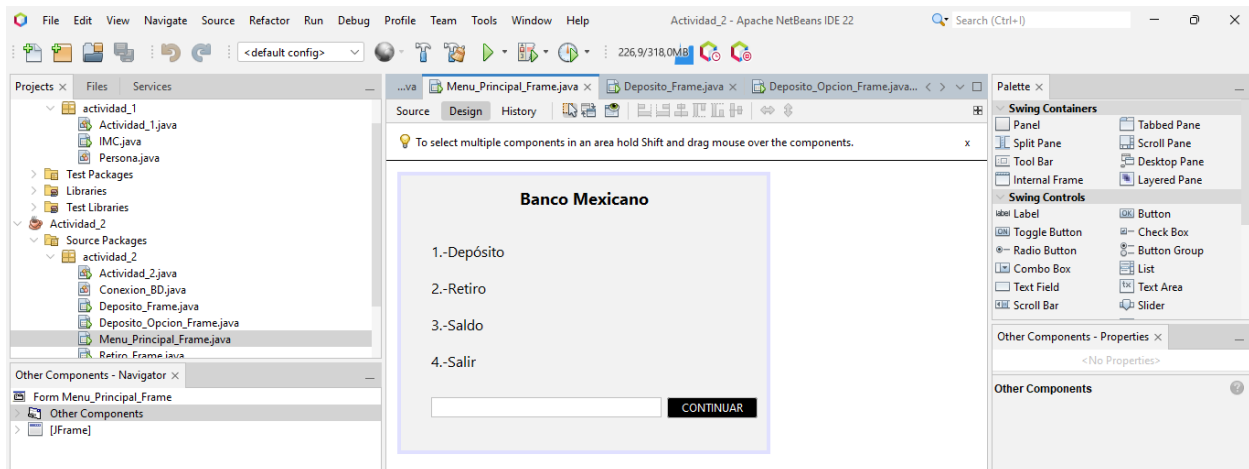 File Edit View Navigate Source Refactor Run Debug Profile Team Tools Window Help
Actividad_2 - Apache NetBeans IDE 22
Search (Ctrl+I)
<default config>
226,9/318,0MB
Projects
Files
Services
actividad_1
Actividad_1.java
IMC.java
Persona.java
Test Packages
Libraries
Test Libraries
Actividad_2
Source Packages
actividad_2
Actividad_2.java
Conexion_BD.java
Deposito_Frame.java
Deposito_Opcion_Frame.java
Menu_Principal_Frame.java
Retiro_Frame.java
Other Components - Navigator
Form Menu_Principal_Frame
Other Components
[JFrame]
...va
Menu_Principal_Frame.java
Deposito_Frame.java
Deposito_Opcion_Frame.java...
Source Design History
To select multiple components in an area hold Shift and drag mouse over the components.
x
Banco Mexicano
1.-Depósito
2.-Retiro
3.-Saldo
4.-Salir
CONTINUAR
Palette
Swing Containers
Panel
Tabbed Pane
Split Pane
Scroll Pane
Tool Bar
Desktop Pane
Internal Frame
Layered Pane
Swing Controls
label Label
OK Button
ON Toggle Button
Check Box
Radio Button
Button Group
Combo Box
List
Text Field
Text Area
Scroll Bar
Slider
Other Components - Properties
<No Properties>
Other Components
?